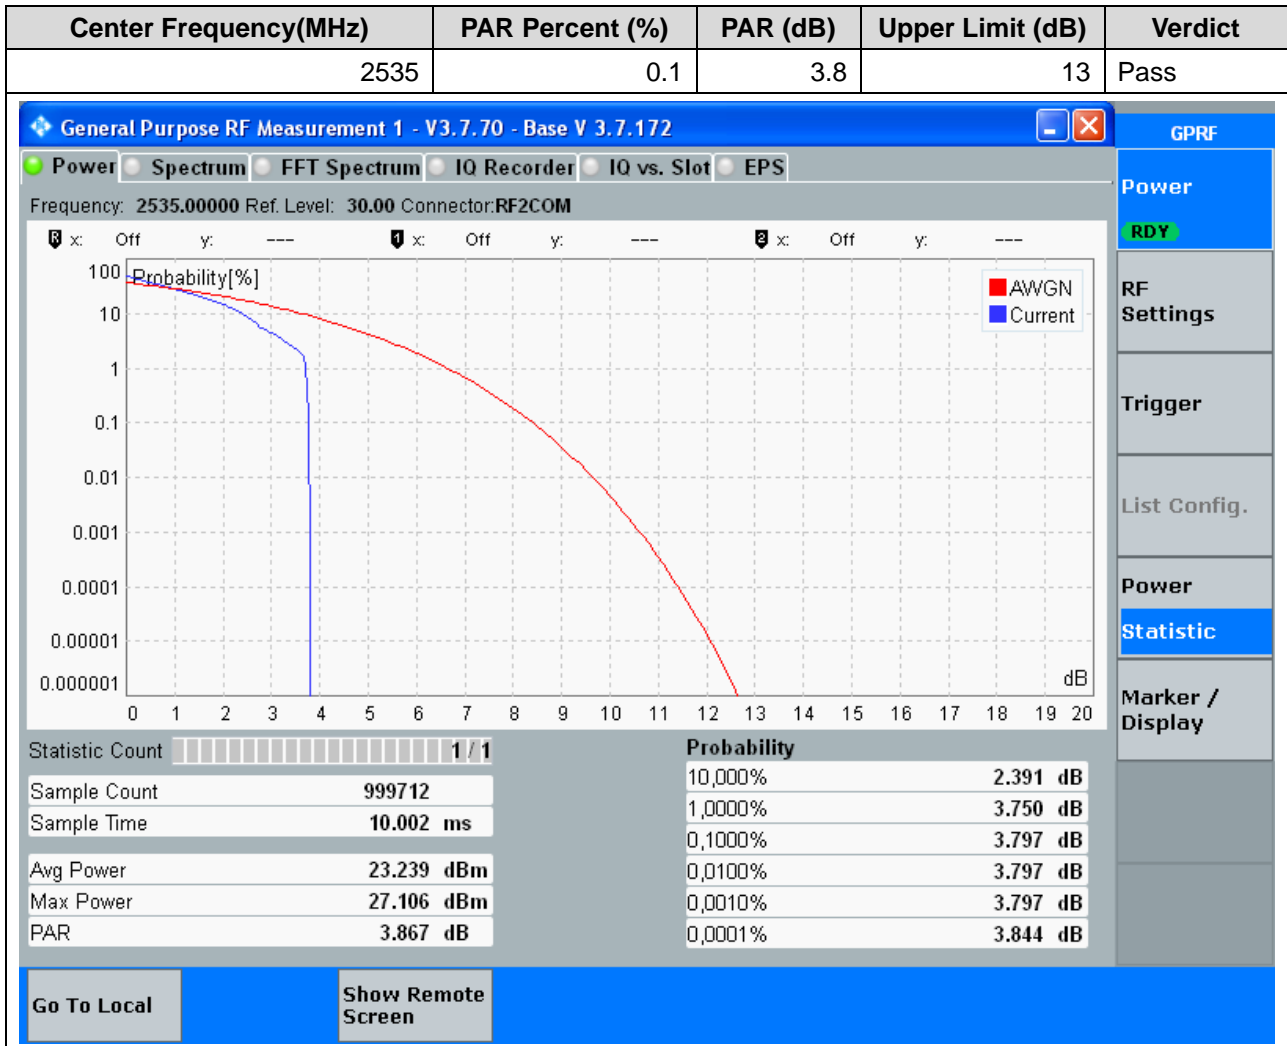 Center Frequency(MHz) PAR Percent (%) PAR (dB) Upper Limit (dB) Verdict
2535 0.1 3.8 13 Pass
General Purpose RF Measurement 1 - V3.7.70 - Base V 3.7.172
GPRF
Power Spectrum FFT Spectrum IQ Recorder IQ vs. Slot EPS
Frequency: 2535.00000 Ref. Level: 30.00 Connector:RF2COM
R x: Off y: --- 1 x: Off y: --- 2 x: Off y: ---
Probability[%]
100
10
1
0.1
0.01
0.001
0.0001
0.00001
0.000001
AWGN
Current
dB
0 1 2 3 4 5 6 7 8 9 10 11 12 13 14 15 16 17 18 19 20
Power
RDY
RF
Settings
Trigger
List Config.
Power
Statistic
Marker /
Display
Statistic Count 1 / 1
Sample Count 999712
Sample Time 10.002 ms
Avg Power 23.239 dBm
Max Power 27.106 dBm
PAR 3.867 dB
Probability
10,000% 2.391 dB
1,0000% 3.750 dB
0,1000% 3.797 dB
0,0100% 3.797 dB
0,0010% 3.797 dB
0,0001% 3.844 dB
Go To Local
Show Remote
Screen